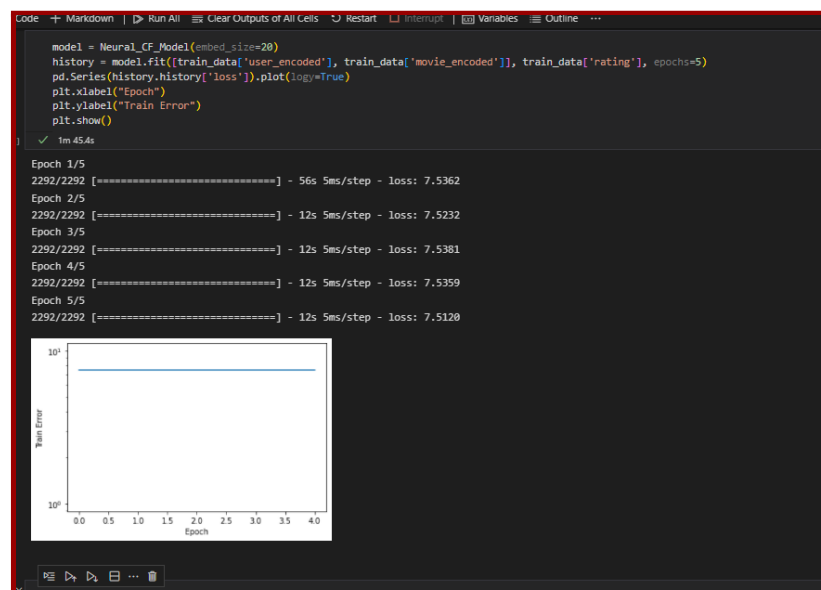 Code + Markdown | Run All Clear Outputs of All Cells Restart Interrupt | Variables Outline ...
model = Neural_CF_Model(embed_size=20)
history = model.fit([train_data['user_encoded'], train_data['movie_encoded']], train_data['rating'], epochs=5)
pd.Series(history.history['loss']).plot(logy=True)
plt.xlabel("Epoch")
plt.ylabel("Train Error")
plt.show()
] ✓ 1m 45.4s
Epoch 1/5
2292/2292 [==============================] - 56s 5ms/step - loss: 7.5362
Epoch 2/5
2292/2292 [==============================] - 12s 5ms/step - loss: 7.5232
Epoch 3/5
2292/2292 [==============================] - 12s 5ms/step - loss: 7.5381
Epoch 4/5
2292/2292 [==============================] - 12s 5ms/step - loss: 7.5359
Epoch 5/5
2292/2292 [==============================] - 12s 5ms/step - loss: 7.5120
10¹
Train Error
10⁰
0.0 0.5 1.0 1.5 2.0 2.5 3.0 3.5 4.0
Epoch